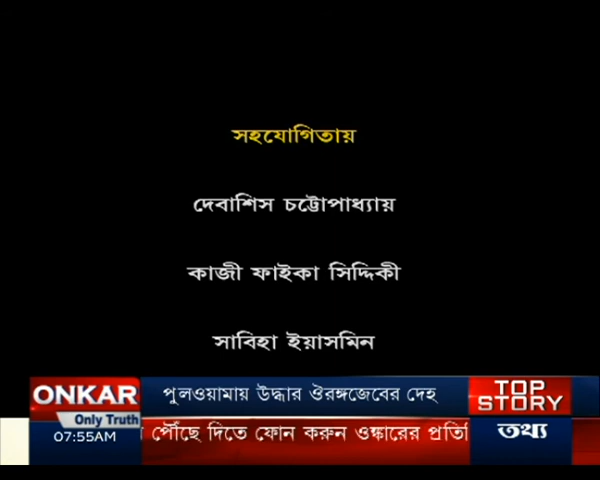 সহযোগিতায়
দেবাশিস চট্টোপাধ্যায়
কাজী ফাইকা সিদ্দিকী
সাবিহা ইয়াসমিন
ONKAR
Only Truth
07:55AM
পুলওয়ামায় উদ্ধার ঔরঙ্গজেবের দেহ
TOP STORY
পৌঁছে দিতে ফোন করুন ওঙ্কারের
তথ্য